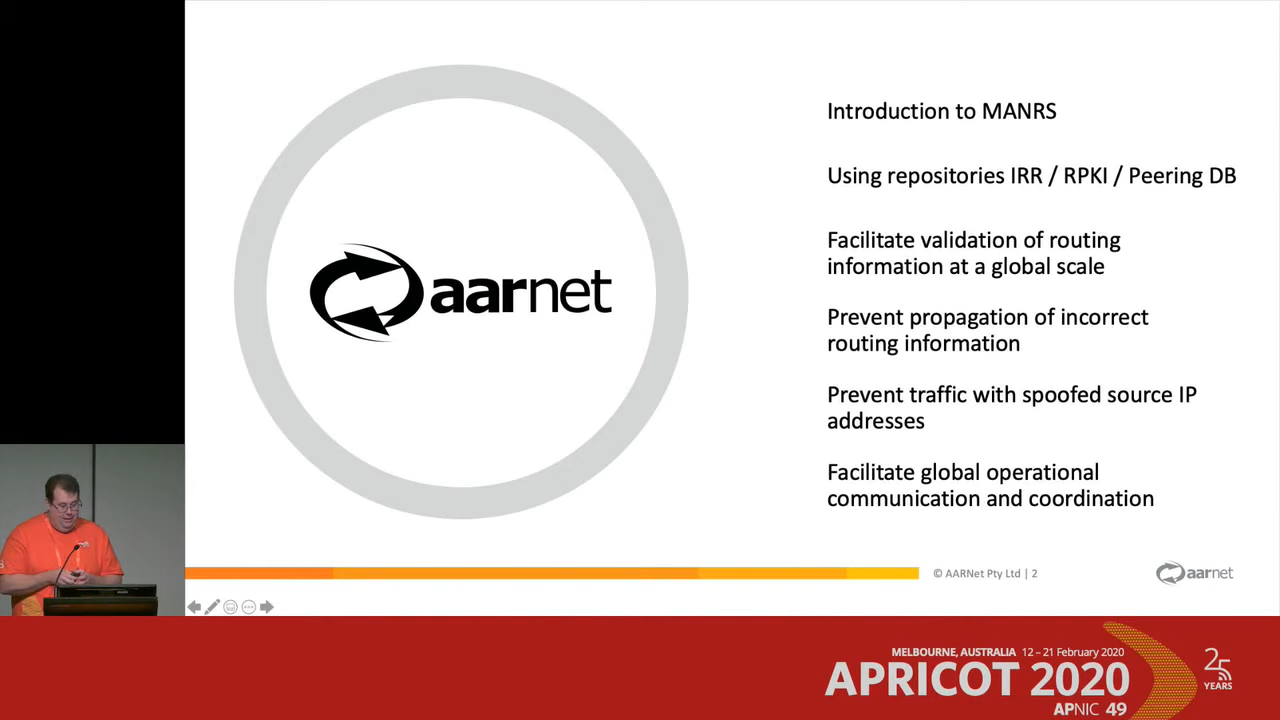 aarnet
Introduction to MANRS
Using repositories IRR / RPKI / Peering DB
Facilitate validation of routing
information at a global scale
Prevent propagation of incorrect
routing information
Prevent traffic with spoofed source IP
addresses
Facilitate global operational
communication and coordination
© AARNet Pty Ltd | 2
aarnet
MELBOURNE, AUSTRALIA 12 – 21 February 2020
APRICOT 2020
APNIC 49
25
YEARS